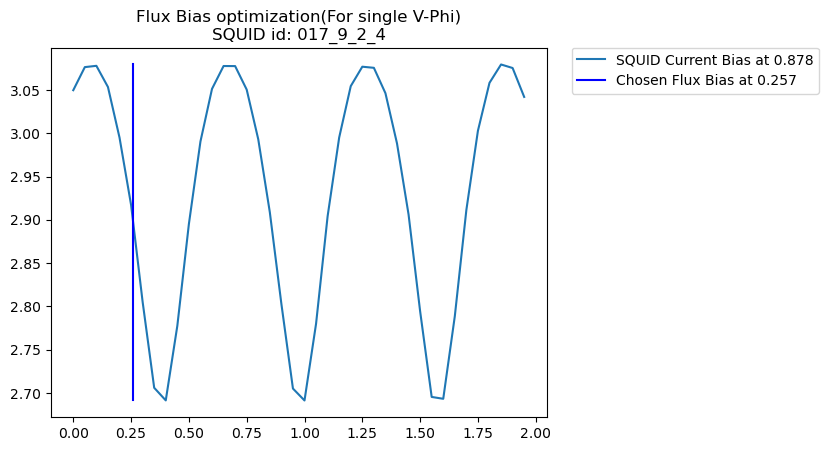 Flux Bias optimization(For single V-Phi)
SQUID id: 017_9_2_4
SQUID Current Bias at 0.878
Chosen Flux Bias at 0.257
3.05
3.00
2.95
2.90
2.85
2.80
2.75
2.70
0.00 0.25 0.50 0.75 1.00 1.25 1.50 1.75 2.00